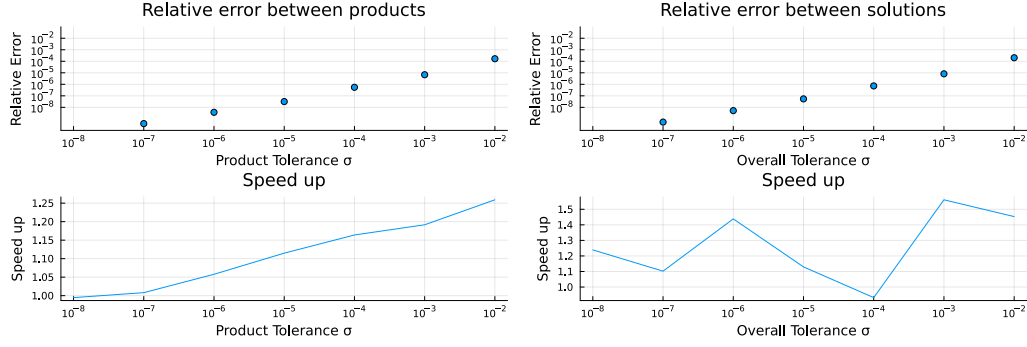 Relative error between products
Relative Error
10⁻²
10⁻³
10⁻⁴
10⁻⁵
10⁻⁶
10⁻⁷
10⁻⁸
10⁻⁸ 10⁻⁷ 10⁻⁶ 10⁻⁵ 10⁻⁴ 10⁻³ 10⁻²
Product Tolerance σ
Relative error between solutions
Relative Error
10⁻²
10⁻³
10⁻⁴
10⁻⁵
10⁻⁶
10⁻⁷
10⁻⁸
10⁻⁸ 10⁻⁷ 10⁻⁶ 10⁻⁵ 10⁻⁴ 10⁻³ 10⁻²
Overall Tolerance σ
Speed up
Speed up
1.25
1.20
1.15
1.10
1.05
1.00
10⁻⁸ 10⁻⁷ 10⁻⁶ 10⁻⁵ 10⁻⁴ 10⁻³ 10⁻²
Product Tolerance σ
Speed up
Speed up
1.5
1.4
1.3
1.2
1.1
1.0
10⁻⁸ 10⁻⁷ 10⁻⁶ 10⁻⁵ 10⁻⁴ 10⁻³ 10⁻²
Overall Tolerance σ